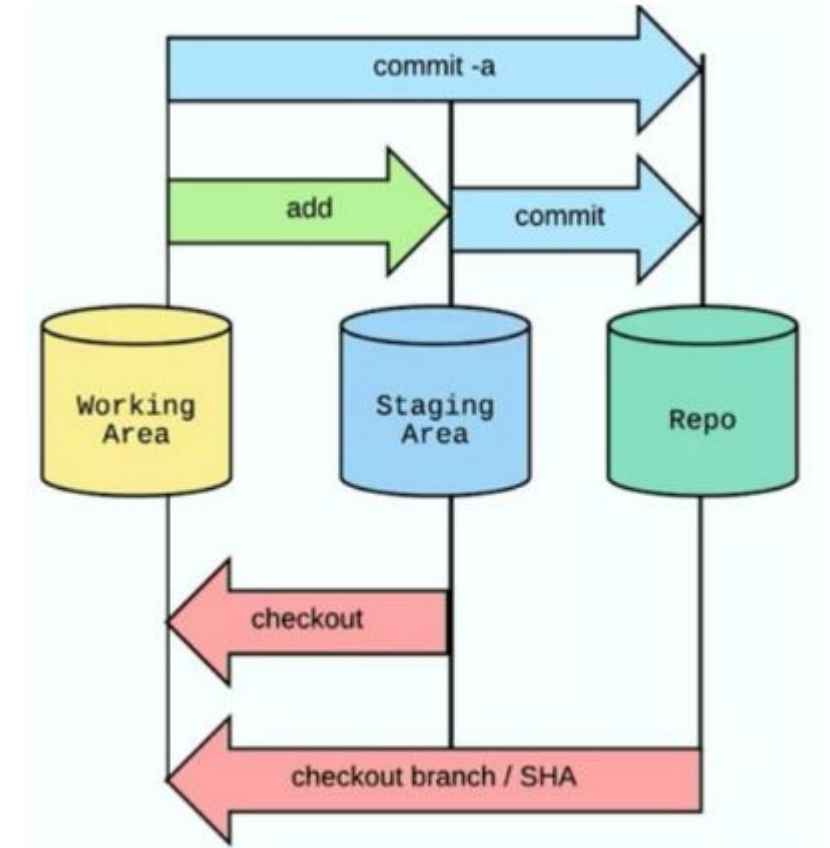 commit -a
add
commit
Working
Area
Staging
Area
Repo
checkout
checkout branch / SHA